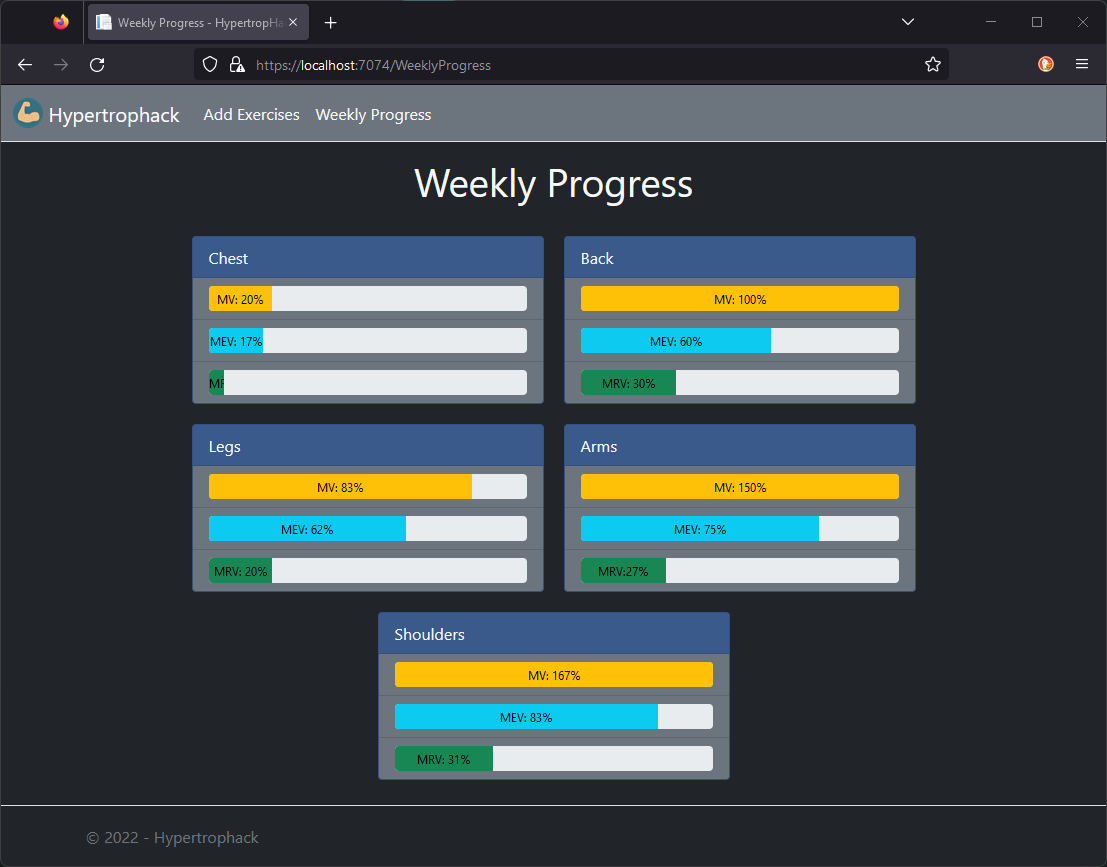 Weekly Progress - HypertropHa
https://localhost:7074/WeeklyProgress
Hypertrophack Add Exercises Weekly Progress
Weekly Progress
Chest
MV: 20%
MEV: 17%
MR
Back
MV: 100%
MEV: 60%
MRV: 30%
Legs
MV: 83%
MEV: 62%
MRV: 20%
Arms
MV: 150%
MEV: 75%
MRV:27%
Shoulders
MV: 167%
MEV: 83%
MRV: 31%
© 2022 - Hypertrophack